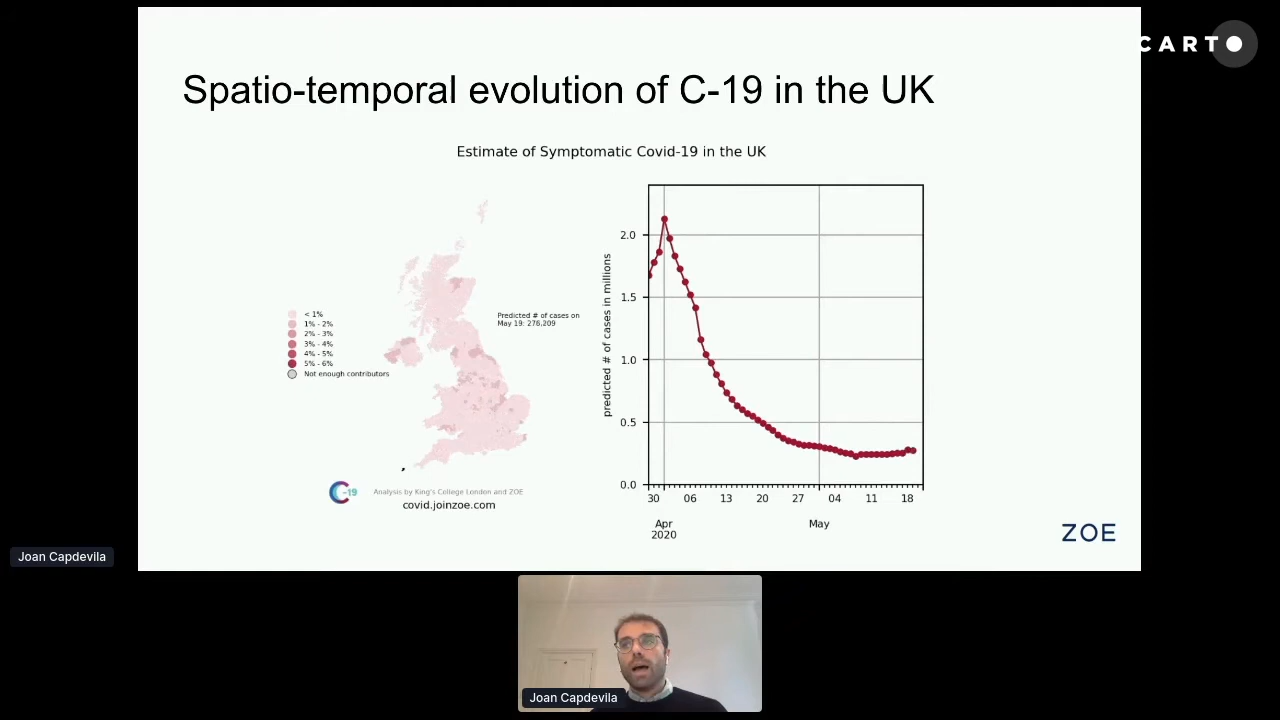 CARTO
Spatio-temporal evolution of C-19 in the UK
Estimate of Symptomatic Covid-19 in the UK
< 1%
1% - 2%
2% - 3%
3% - 4%
4% - 5%
5% - 6%
Not enough contributors
Predicted # of cases on
May 19: 276,209
C-19
Analysis by King's College London and ZOE
covid.joinzoe.com
predicted # of cases in millions
2.0
1.5
1.0
0.5
0.0
30 06 13 20 27 04 11 18
Apr May
2020
ZOE
Joan Capdevila
Joan Capdevila